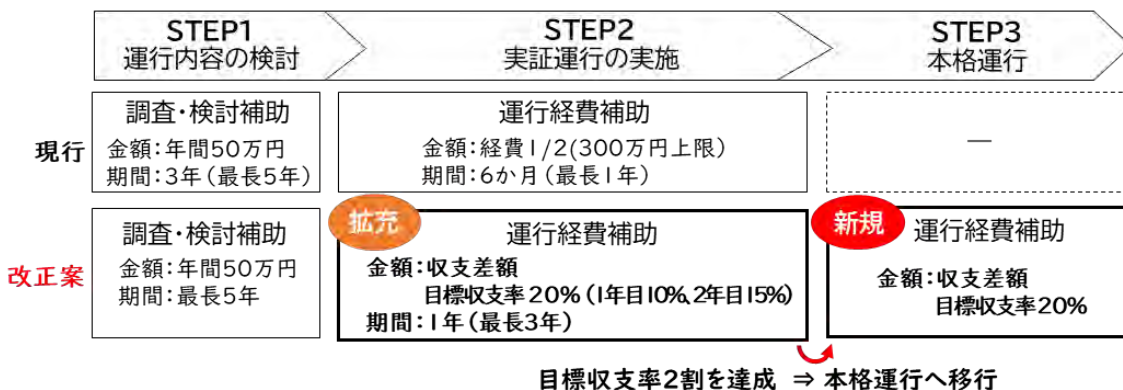 STEP1
運行内容の検討
STEP2
実証運行の実施
STEP3
本格運行
現行
調査・検討補助
金額:年間50万円
期間:3年(最長5年)
運行経費補助
金額:経費1/2(300万円上限)
期間:6か月(最長1年)
―
改正案
調査・検討補助
金額:年間50万円
期間:最長5年
拡充
運行経費補助
金額:収支差額
目標収支率20%(1年目10%、2年目15%)
期間:1年(最長3年)
新規
運行経費補助
金額:収支差額
目標収支率20%
目標収支率2割を達成 ⇒ 本格運行へ移行